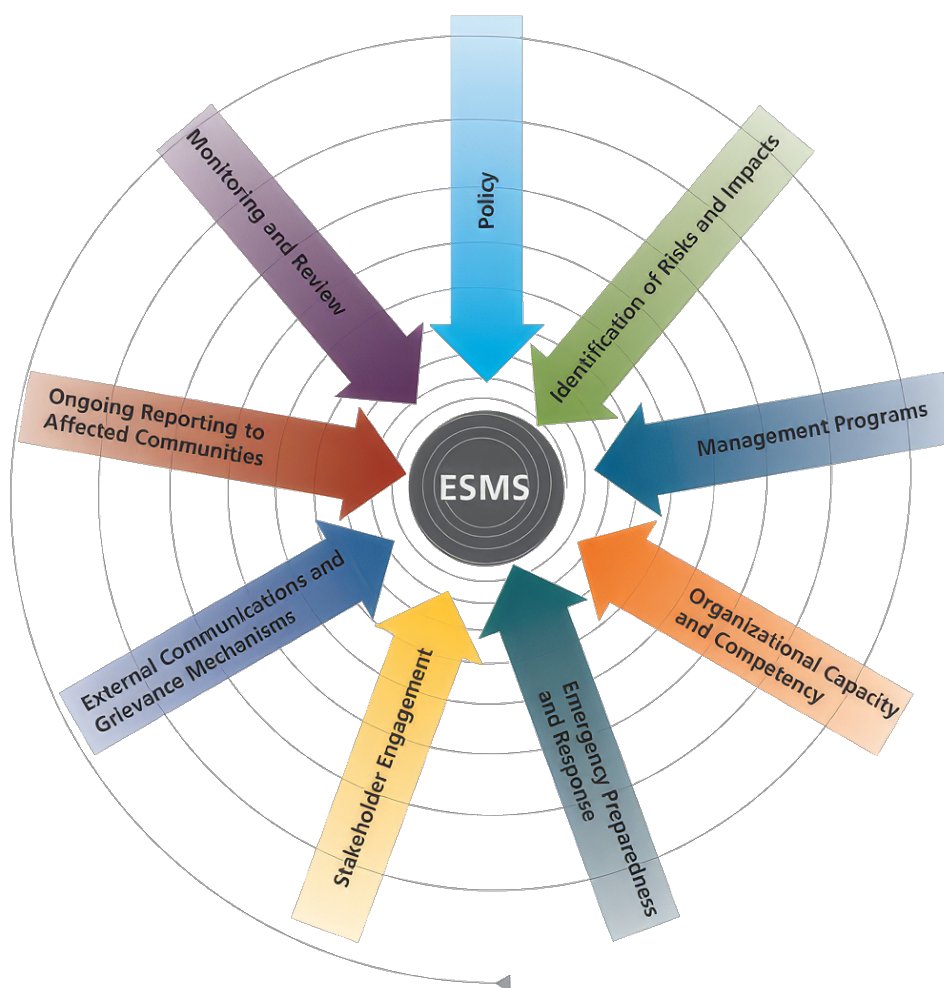 Policy
Identification of Risks and Impacts
Management Programs
Organizational Capacity
and Competency
Emergency Preparedness
and Response
Stakeholder Engagement
External Communications and
Grievance Mechanisms
Ongoing Reporting to
Affected Communities
Monitoring and Review
ESMS